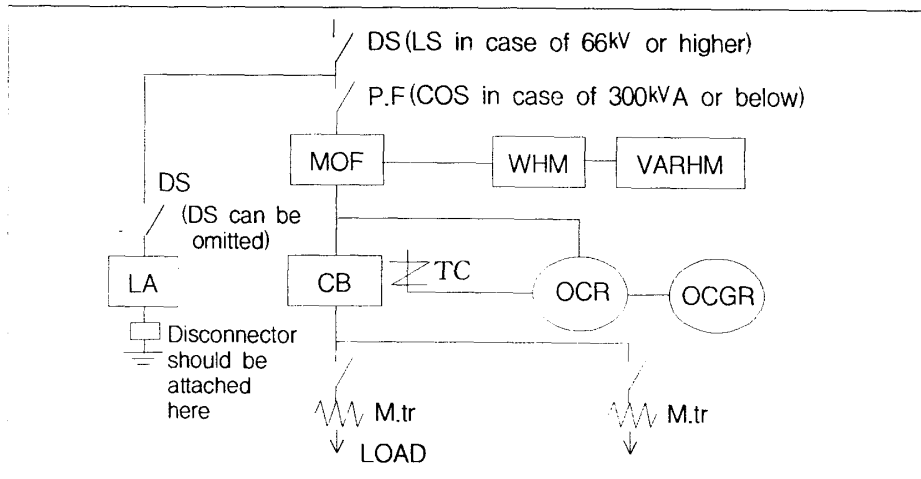 DS(LS in case of 66kV or higher)
P.F(COS in case of 300kVA or below)
MOF
WHM
VARHM
DS
(DS can be
omitted)
LA
CB
TC
OCR
OCGR
Disconnector
should be
attached
here
M.tr
M.tr
LOAD